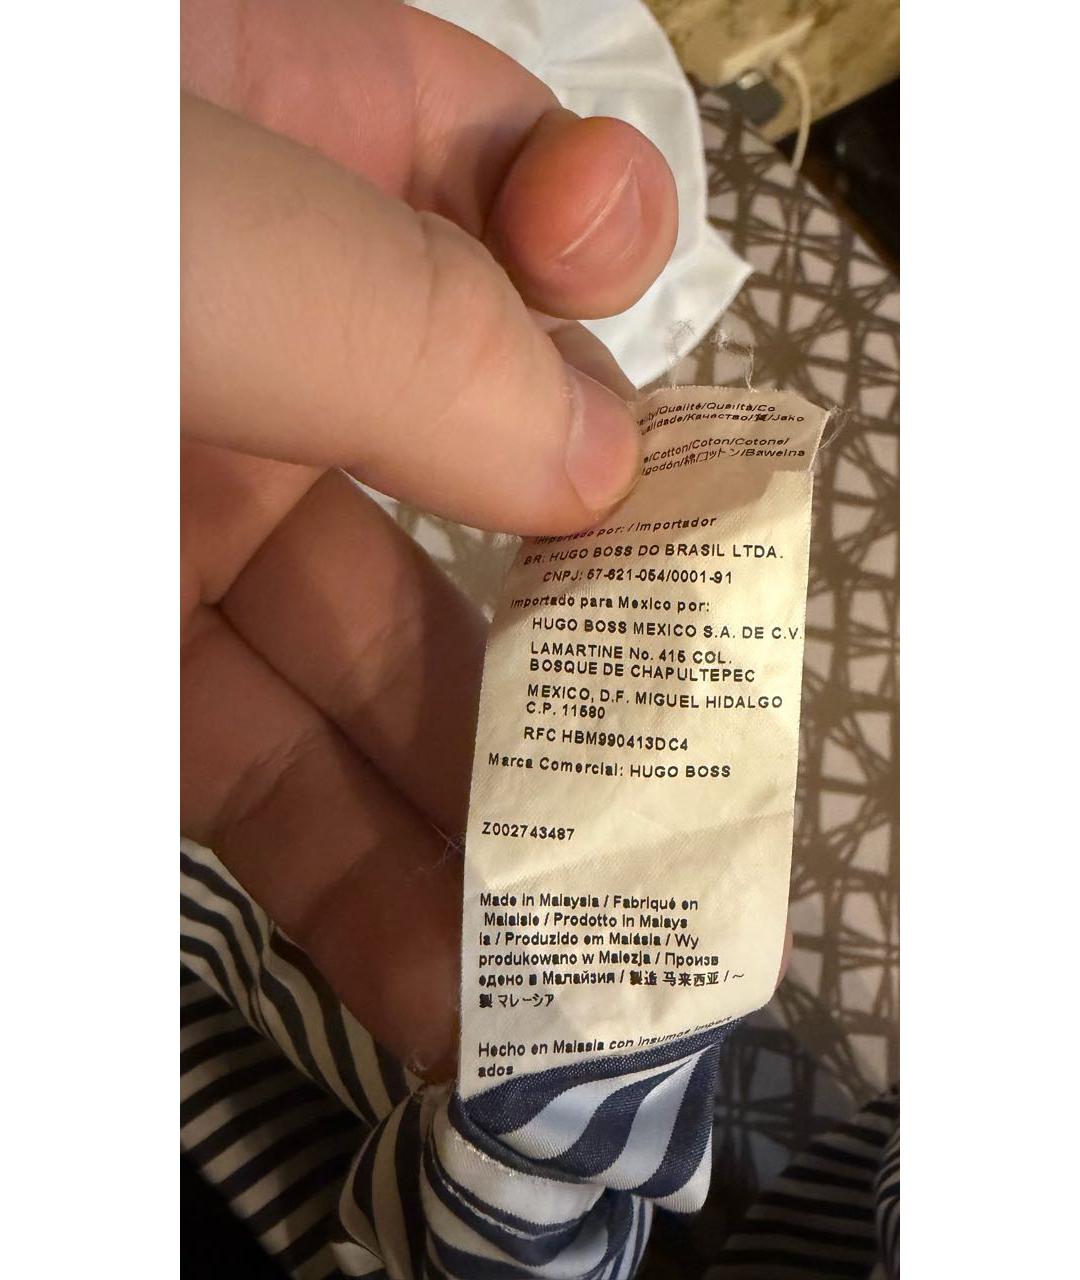 /Qualité/Qualità/Co
alidade/Качество/質/Jako
e/Cotton/Coton/Cotone/
lgodón/棉/コットン/Bawełna
Importado por: / Importador
BR: HUGO BOSS DO BRASIL LTDA.
CNPJ: 57-621-054/0001-91
Importado para Mexico por:
HUGO BOSS MEXICO S.A. DE C.V.
LAMARTINE No. 415 COL.
BOSQUE DE CHAPULTEPEC
MEXICO, D.F. MIGUEL HIDALGO
C.P. 11580
RFC HBM990413DC4
Marca Comercial: HUGO BOSS
Z002743487
Made in Malaysia / Fabriqué en
Malaisie / Prodotto in Malays
ia / Produzido em Malásia / Wy
produkowano w Malezja / Произв
едено в Малайзия / 製造 马来西亚 / ～
製 マレーシア
Hecho en Malasia con insumos import
ados